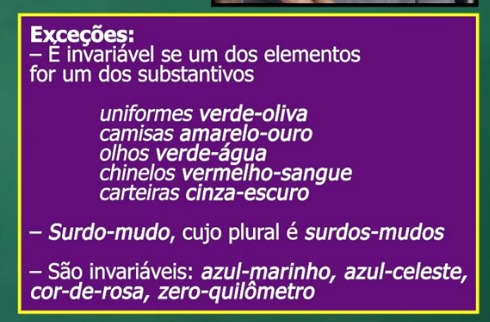 Exceções:
– É invariável se um dos elementos
for um dos substantivos
uniformes verde-oliva
camisas amarelo-ouro
olhos verde-água
chinelos vermelho-sangue
carteiras cinza-escuro
– Surdo-mudo, cujo plural é surdos-mudos
– São invariáveis: azul-marinho, azul-celeste,
cor-de-rosa, zero-quilômetro